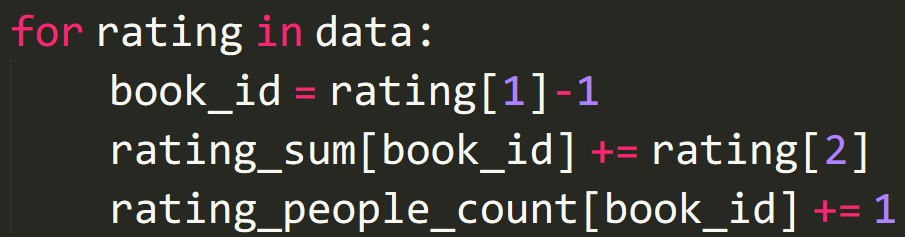 for rating in data:
    book_id = rating[1]-1
    rating_sum[book_id] += rating[2]
    rating_people_count[book_id] += 1